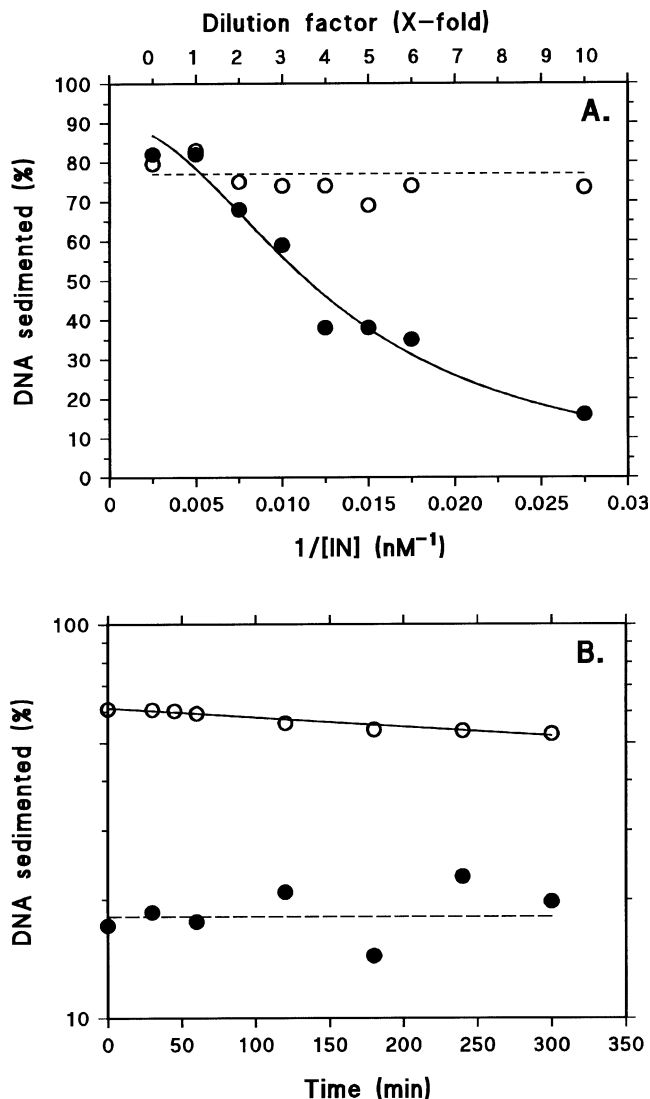 Dilution factor (X-fold)
0 1 2 3 4 5 6 7 8 9 10
A.
100
90
80
70
60
50
40
30
20
10
0
DNA sedimented (%)
0 0.005 0.010 0.015 0.020 0.025 0.03
1/[IN] (nM⁻¹)
B.
100
10
DNA sedimented (%)
0 50 100 150 200 250 300 350
Time (min)